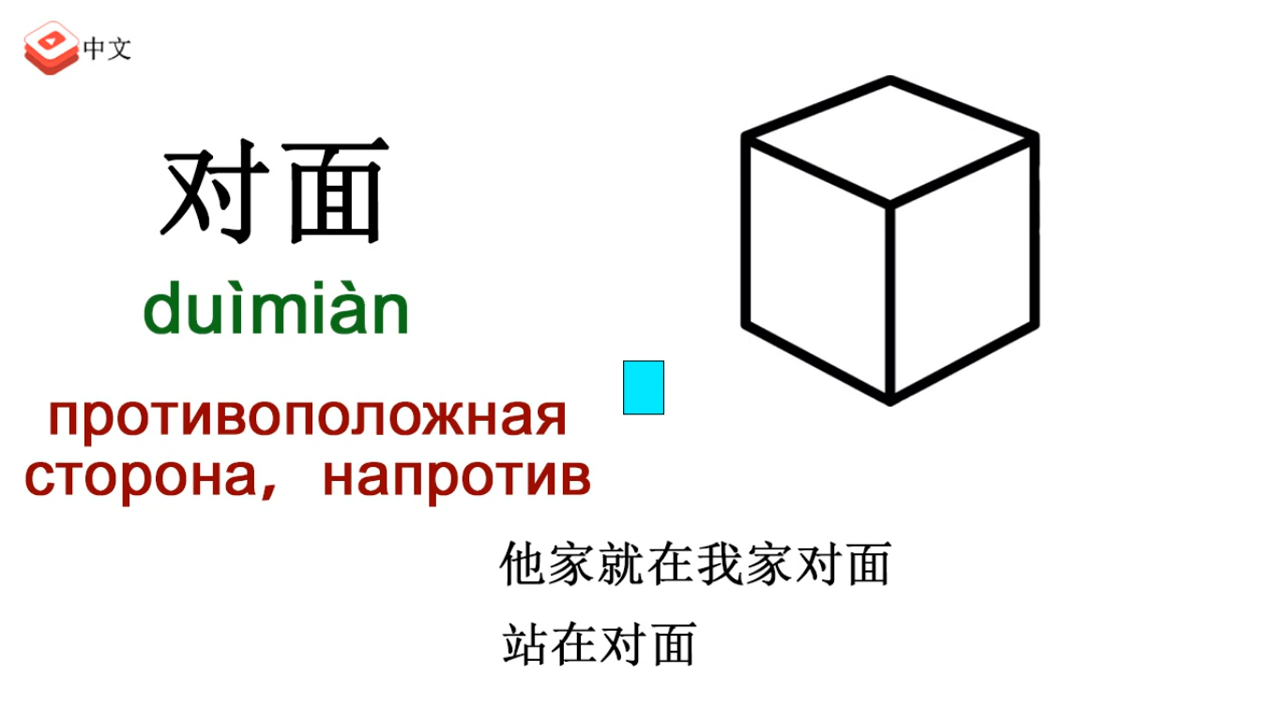 中文
对面
duìmiàn
противоположная
сторона, напротив
他家就在我家对面
站在对面